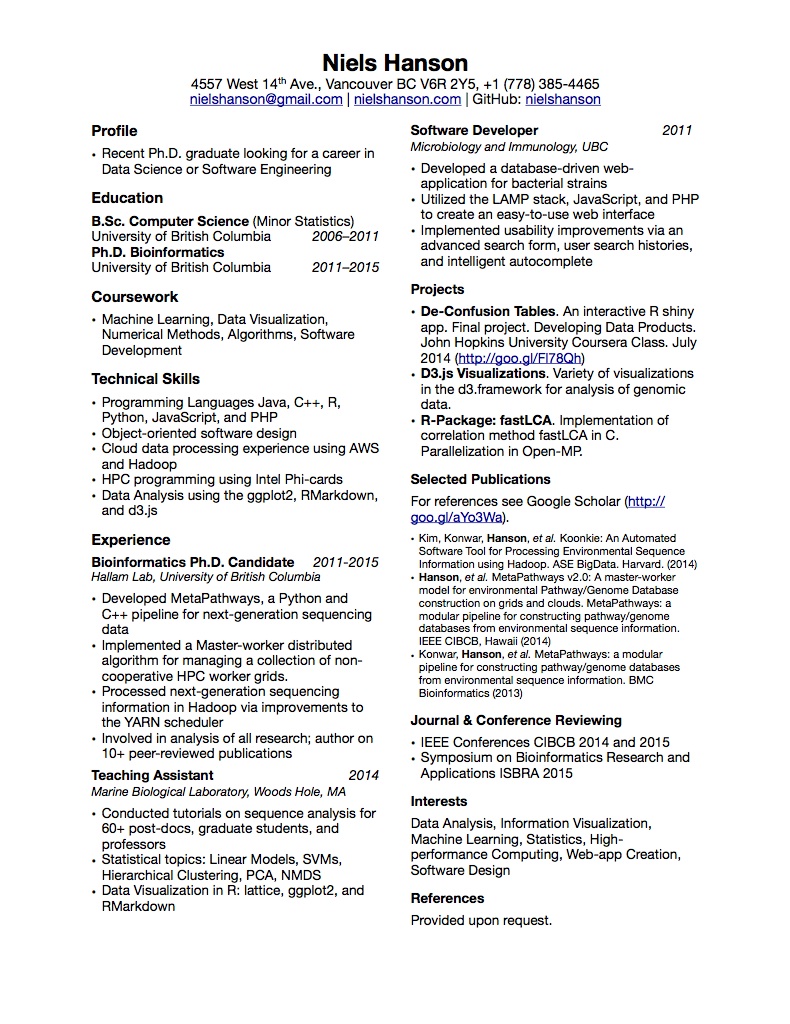 Niels Hanson
4557 West 14th Ave., Vancouver BC V6R 2Y5, +1 (778) 385-4465
nielshanson@gmail.com | nielshanson.com | GitHub: nielshanson
Profile
• Recent Ph.D. graduate looking for a career in
Data Science or Software Engineering
Education
B.Sc. Computer Science (Minor Statistics)
University of British Columbia 2006–2011
Ph.D. Bioinformatics
University of British Columbia 2011–2015
Coursework
• Machine Learning, Data Visualization,
Numerical Methods, Algorithms, Software
Development
Technical Skills
• Programming Languages Java, C++, R,
Python, JavaScript, and PHP
• Object-oriented software design
• Cloud data processing experience using AWS
and Hadoop
• HPC programming using Intel Phi-cards
• Data Analysis using the ggplot2, RMarkdown,
and d3.js
Experience
Bioinformatics Ph.D. Candidate 2011-2015
Hallam Lab, University of British Columbia
• Developed MetaPathways, a Python and
C++ pipeline for next-generation sequencing
data
• Implemented a Master-worker distributed
algorithm for managing a collection of non-
cooperative HPC worker grids.
• Processed next-generation sequencing
information in Hadoop via improvements to
the YARN scheduler
• Involved in analysis of all research; author on
10+ peer-reviewed publications
Teaching Assistant 2014
Marine Biological Laboratory, Woods Hole, MA
• Conducted tutorials on sequence analysis for
60+ post-docs, graduate students, and
professors
• Statistical topics: Linear Models, SVMs,
Hierarchical Clustering, PCA, NMDS
• Data Visualization in R: lattice, ggplot2, and
RMarkdown
Software Developer 2011
Microbiology and Immunology, UBC
• Developed a database-driven web-
application for bacterial strains
• Utilized the LAMP stack, JavaScript, and PHP
to create an easy-to-use web interface
• Implemented usability improvements via an
advanced search form, user search histories,
and intelligent autocomplete
Projects
• De-Confusion Tables. An interactive R shiny
app. Final project. Developing Data Products.
John Hopkins University Coursera Class. July
2014 (http://goo.gl/Fl78Qh)
• D3.js Visualizations. Variety of visualizations
in the d3.framework for analysis of genomic
data.
• R-Package: fastLCA. Implementation of
correlation method fastLCA in C.
Parallelization in Open-MP.
Selected Publications
For references see Google Scholar (http://
goo.gl/aYo3Wa).
• Kim, Konwar, Hanson, et al. Koonkie: An Automated
Software Tool for Processing Environmental Sequence
Information using Hadoop. ASE BigData. Harvard. (2014)
• Hanson, et al. MetaPathways v2.0: A master-worker
model for environmental Pathway/Genome Database
construction on grids and clouds. MetaPathways: a
modular pipeline for constructing pathway/genome
databases from environmental sequence information.
IEEE CIBCB, Hawaii (2014)
• Konwar, Hanson, et al. MetaPathways: a modular
pipeline for constructing pathway/genome databases
from environmental sequence information. BMC
Bioinformatics (2013)
Journal & Conference Reviewing
• IEEE Conferences CIBCB 2014 and 2015
• Symposium on Bioinformatics Research and
Applications ISBRA 2015
Interests
Data Analysis, Information Visualization,
Machine Learning, Statistics, High-
performance Computing, Web-app Creation,
Software Design
References
Provided upon request.